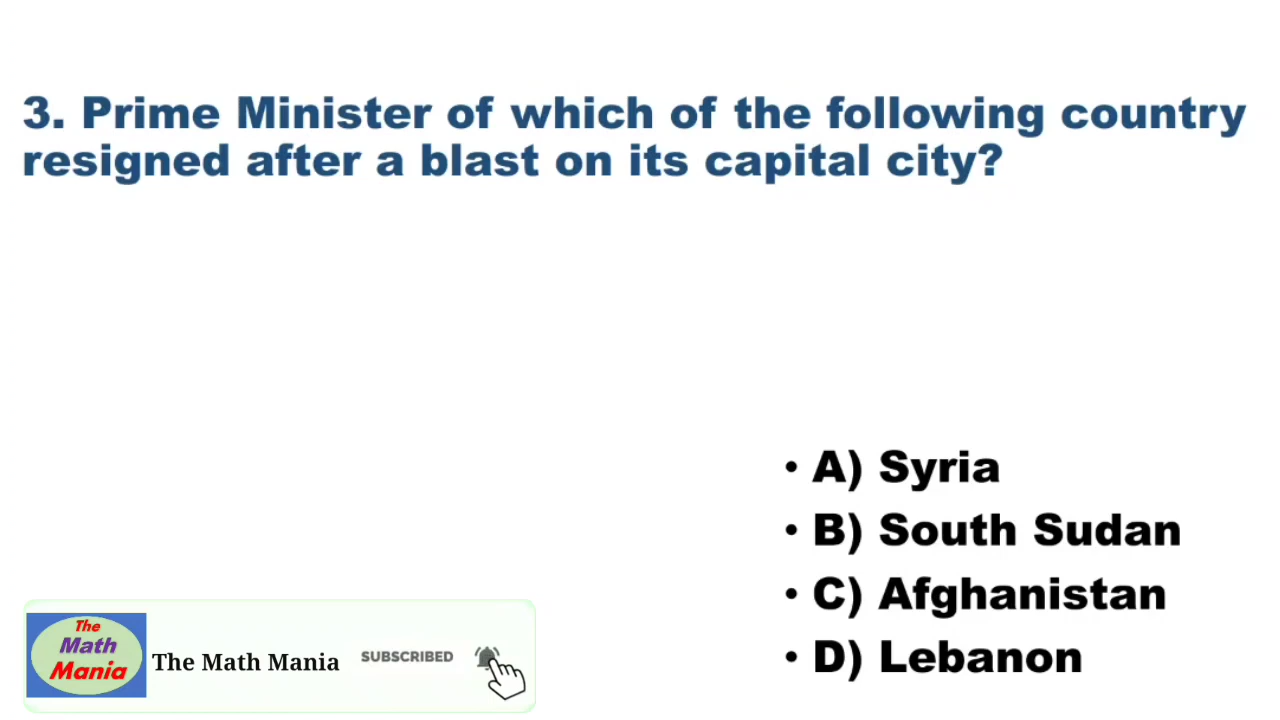 3. Prime Minister of which of the following country
resigned after a blast on its capital city?
• A) Syria
• B) South Sudan
• C) Afghanistan
• D) Lebanon
The
Math
Mania
The Math Mania
SUBSCRIBED